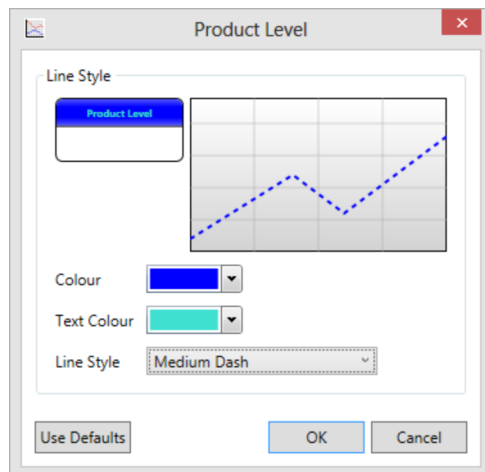 Product Level
Line Style
Product Level
Colour
Text Colour
Line Style
Medium Dash
Use Defaults
OK
Cancel